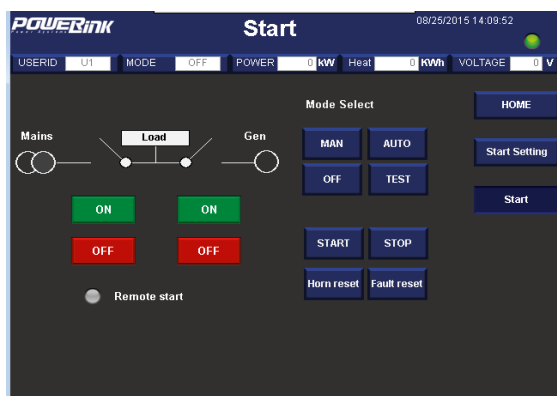 POWERLINK
Power Systems
Start
08/25/2015 14:09:52
USERID U1 MODE OFF POWER 0 kW Heat 0 KWh VOLTAGE 0 V
Mode Select
HOME
Mains Load Gen
MAN AUTO
Start Setting
OFF TEST
Start
ON ON
START STOP
OFF OFF
Horn reset Fault reset
Remote start